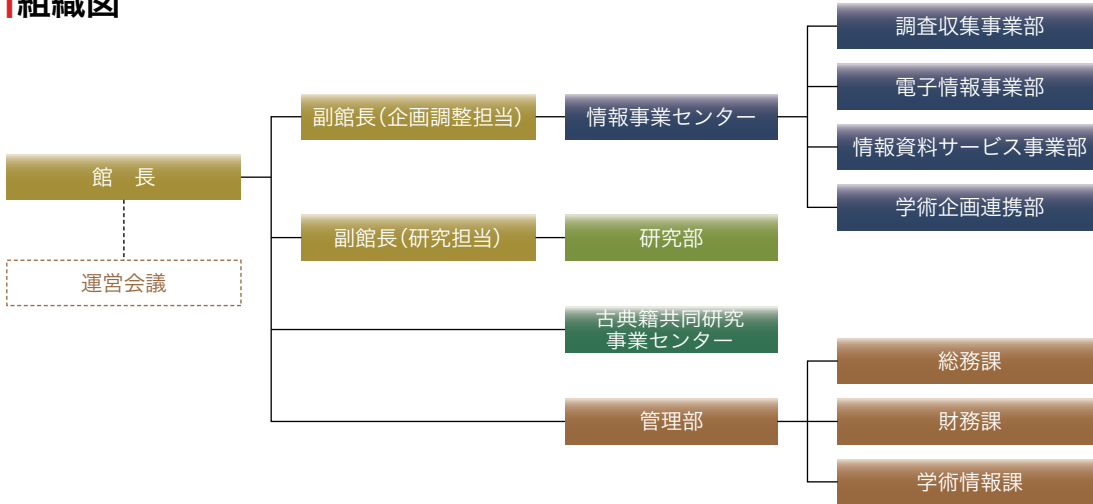 組織図
館　長
運営会議
副館長（企画調整担当）
情報事業センター
調査収集事業部
電子情報事業部
情報資料サービス事業部
学術企画連携部
副館長（研究担当）
研究部
古典籍共同研究
事業センター
管理部
総務課
財務課
学術情報課